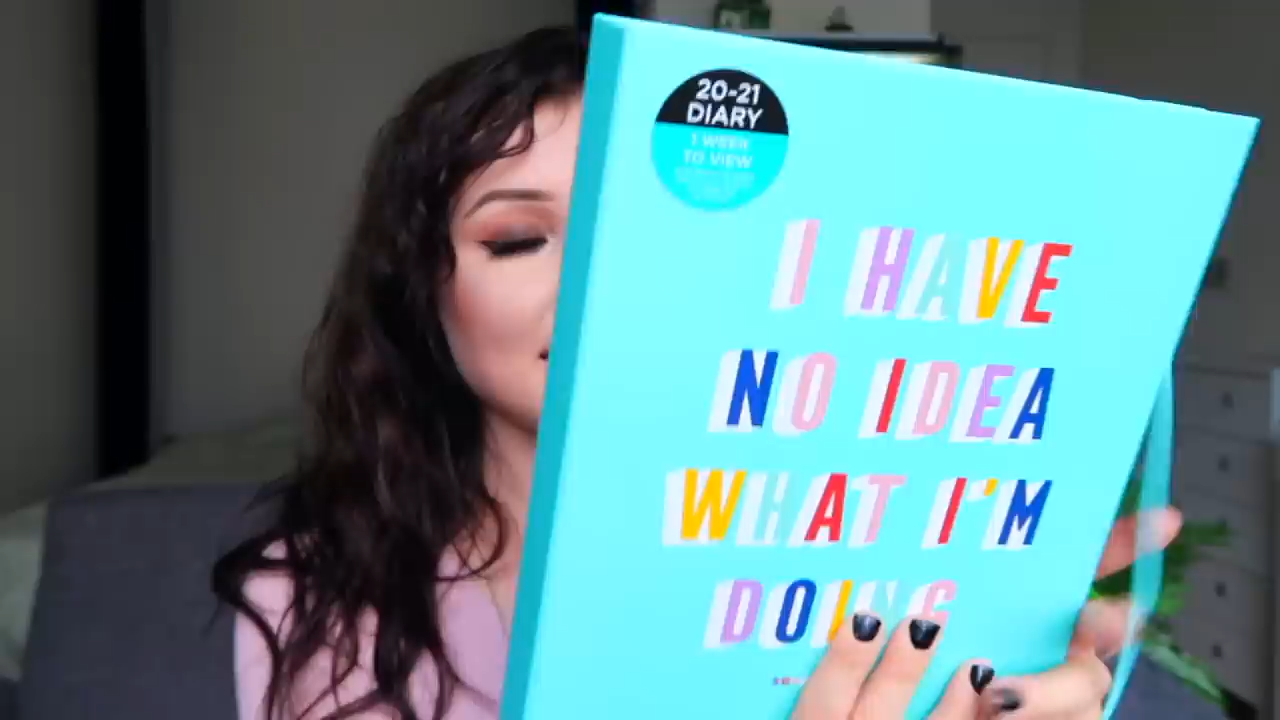 20-21
DIARY
1 WEEK
TO VIEW
I HAVE
NO IDEA
WHAT I'M
DOING